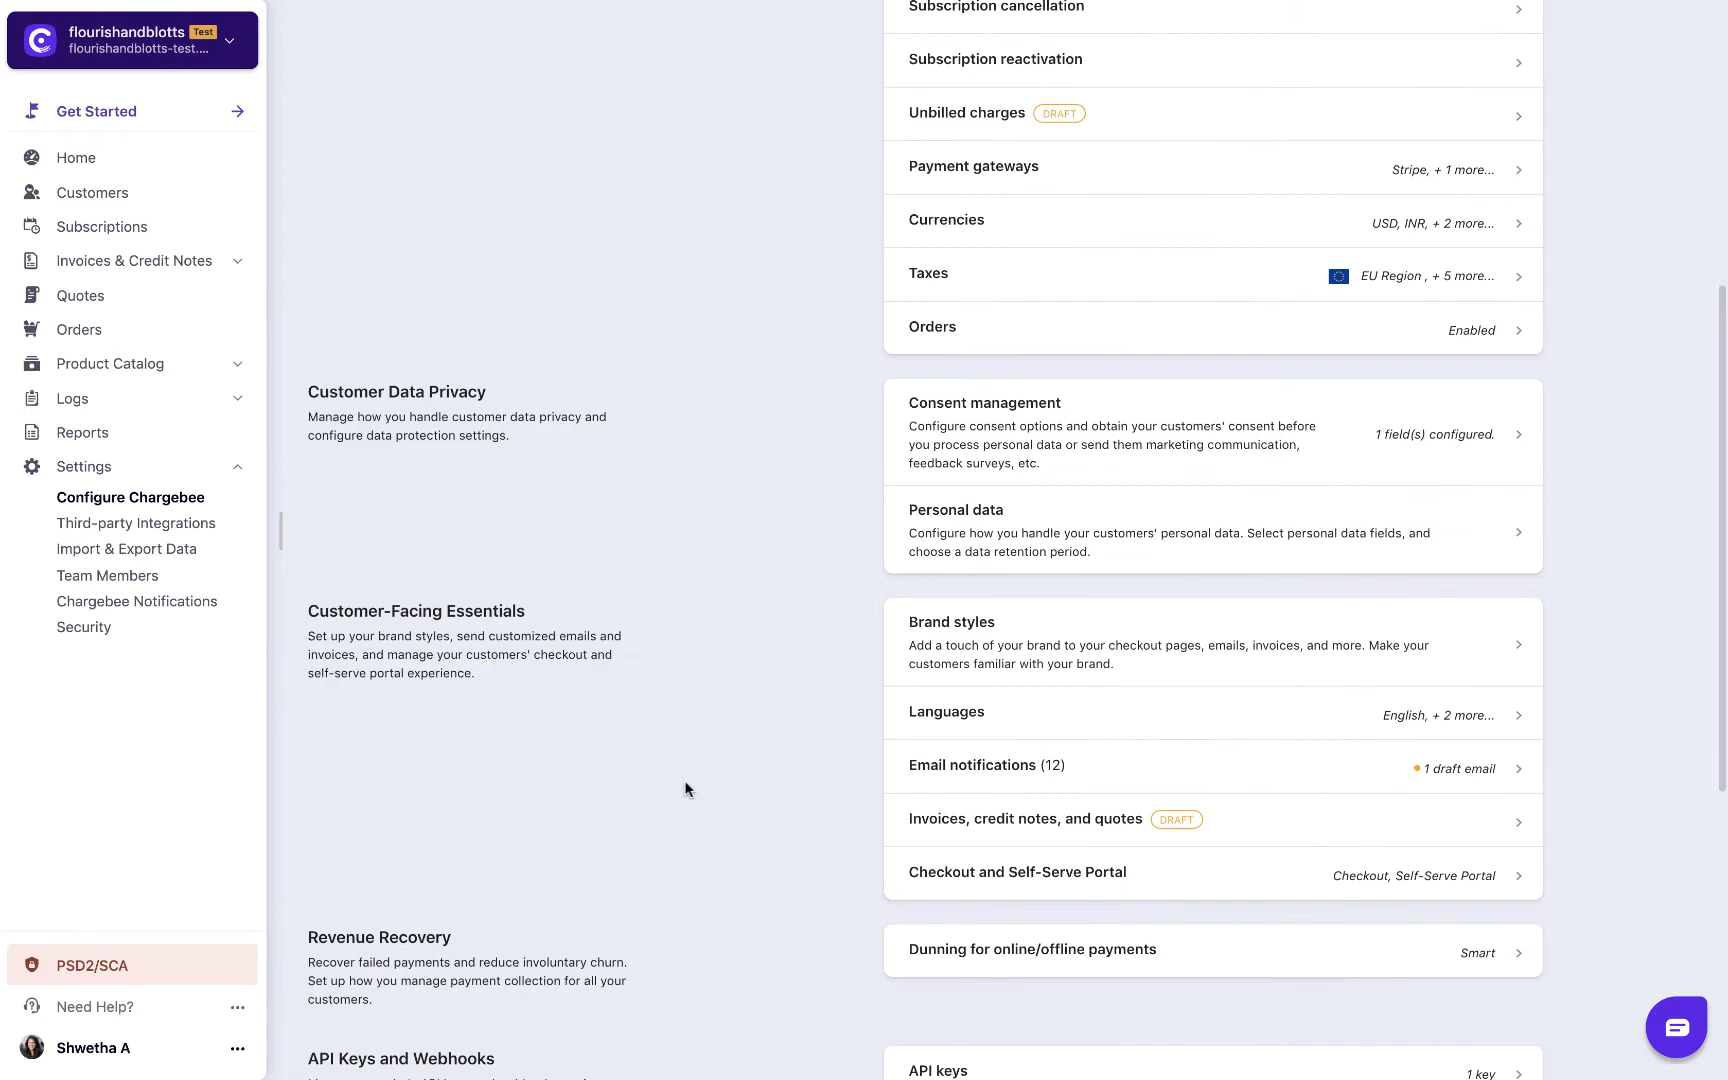 flourishandblotts Test
flourishandblotts-test....
Get Started
Home
Customers
Subscriptions
Invoices & Credit Notes
Quotes
Orders
Product Catalog
Logs
Reports
Settings
Configure Chargebee
Third-party Integrations
Import & Export Data
Team Members
Chargebee Notifications
Security
PSD2/SCA
Need Help?
Shwetha A
Subscription cancellation
Subscription reactivation
Unbilled charges DRAFT
Payment gateways Stripe, + 1 more...
Currencies USD, INR, + 2 more...
Taxes EU Region , + 5 more...
Orders Enabled
Customer Data Privacy
Manage how you handle customer data privacy and
configure data protection settings.
Consent management
Configure consent options and obtain your customers' consent before
you process personal data or send them marketing communication,
feedback surveys, etc.
1 field(s) configured.
Personal data
Configure how you handle your customers' personal data. Select personal data fields, and
choose a data retention period.
Customer-Facing Essentials
Set up your brand styles, send customized emails and
invoices, and manage your customers' checkout and
self-serve portal experience.
Brand styles
Add a touch of your brand to your checkout pages, emails, invoices, and more. Make your
customers familiar with your brand.
Languages English, + 2 more...
Email notifications (12) 1 draft email
Invoices, credit notes, and quotes DRAFT
Checkout and Self-Serve Portal Checkout, Self-Serve Portal
Revenue Recovery
Recover failed payments and reduce involuntary churn.
Set up how you manage payment collection for all your
customers.
Dunning for online/offline payments Smart
API Keys and Webhooks
API keys 1 key